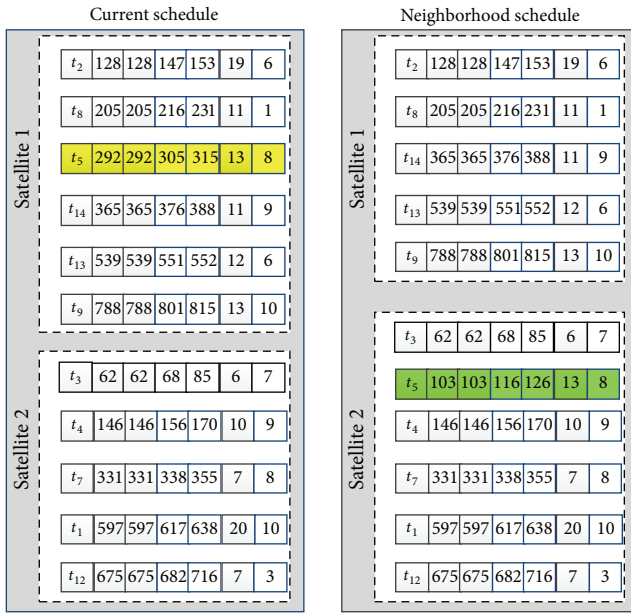 Current schedule
Satellite 1
t2 128 128 147 153 19 6
t8 205 205 216 231 11 1
t5 292 292 305 315 13 8
t14 365 365 376 388 11 9
t13 539 539 551 552 12 6
t9 788 788 801 815 13 10
Satellite 2
t3 62 62 68 85 6 7
t4 146 146 156 170 10 9
t7 331 331 338 355 7 8
t1 597 597 617 638 20 10
t12 675 675 682 716 7 3
Neighborhood schedule
Satellite 1
t2 128 128 147 153 19 6
t8 205 205 216 231 11 1
t14 365 365 376 388 11 9
t13 539 539 551 552 12 6
t9 788 788 801 815 13 10
Satellite 2
t3 62 62 68 85 6 7
t5 103 103 116 126 13 8
t4 146 146 156 170 10 9
t7 331 331 338 355 7 8
t1 597 597 617 638 20 10
t12 675 675 682 716 7 3